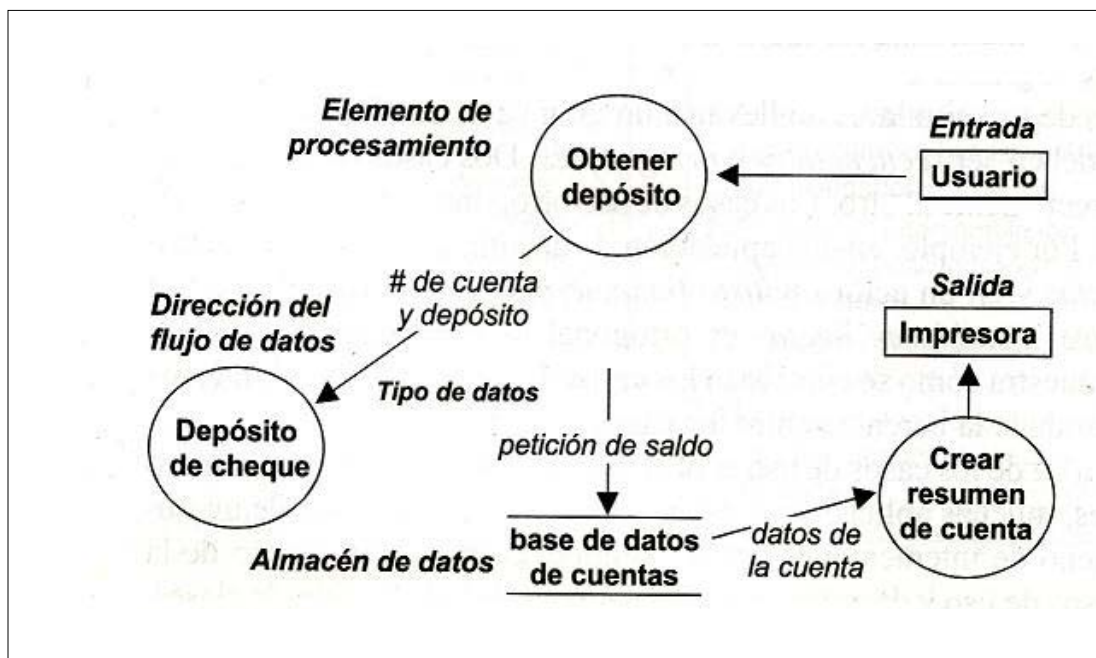 Elemento de
procesamiento
Obtener
depósito
Entrada
Usuario
# de cuenta
y depósito
Dirección del
flujo de datos
Salida
Impresora
Tipo de datos
Depósito
de cheque
petición de saldo
Crear
resumen
de cuenta
Almacén de datos
base de datos
de cuentas
datos de
la cuenta